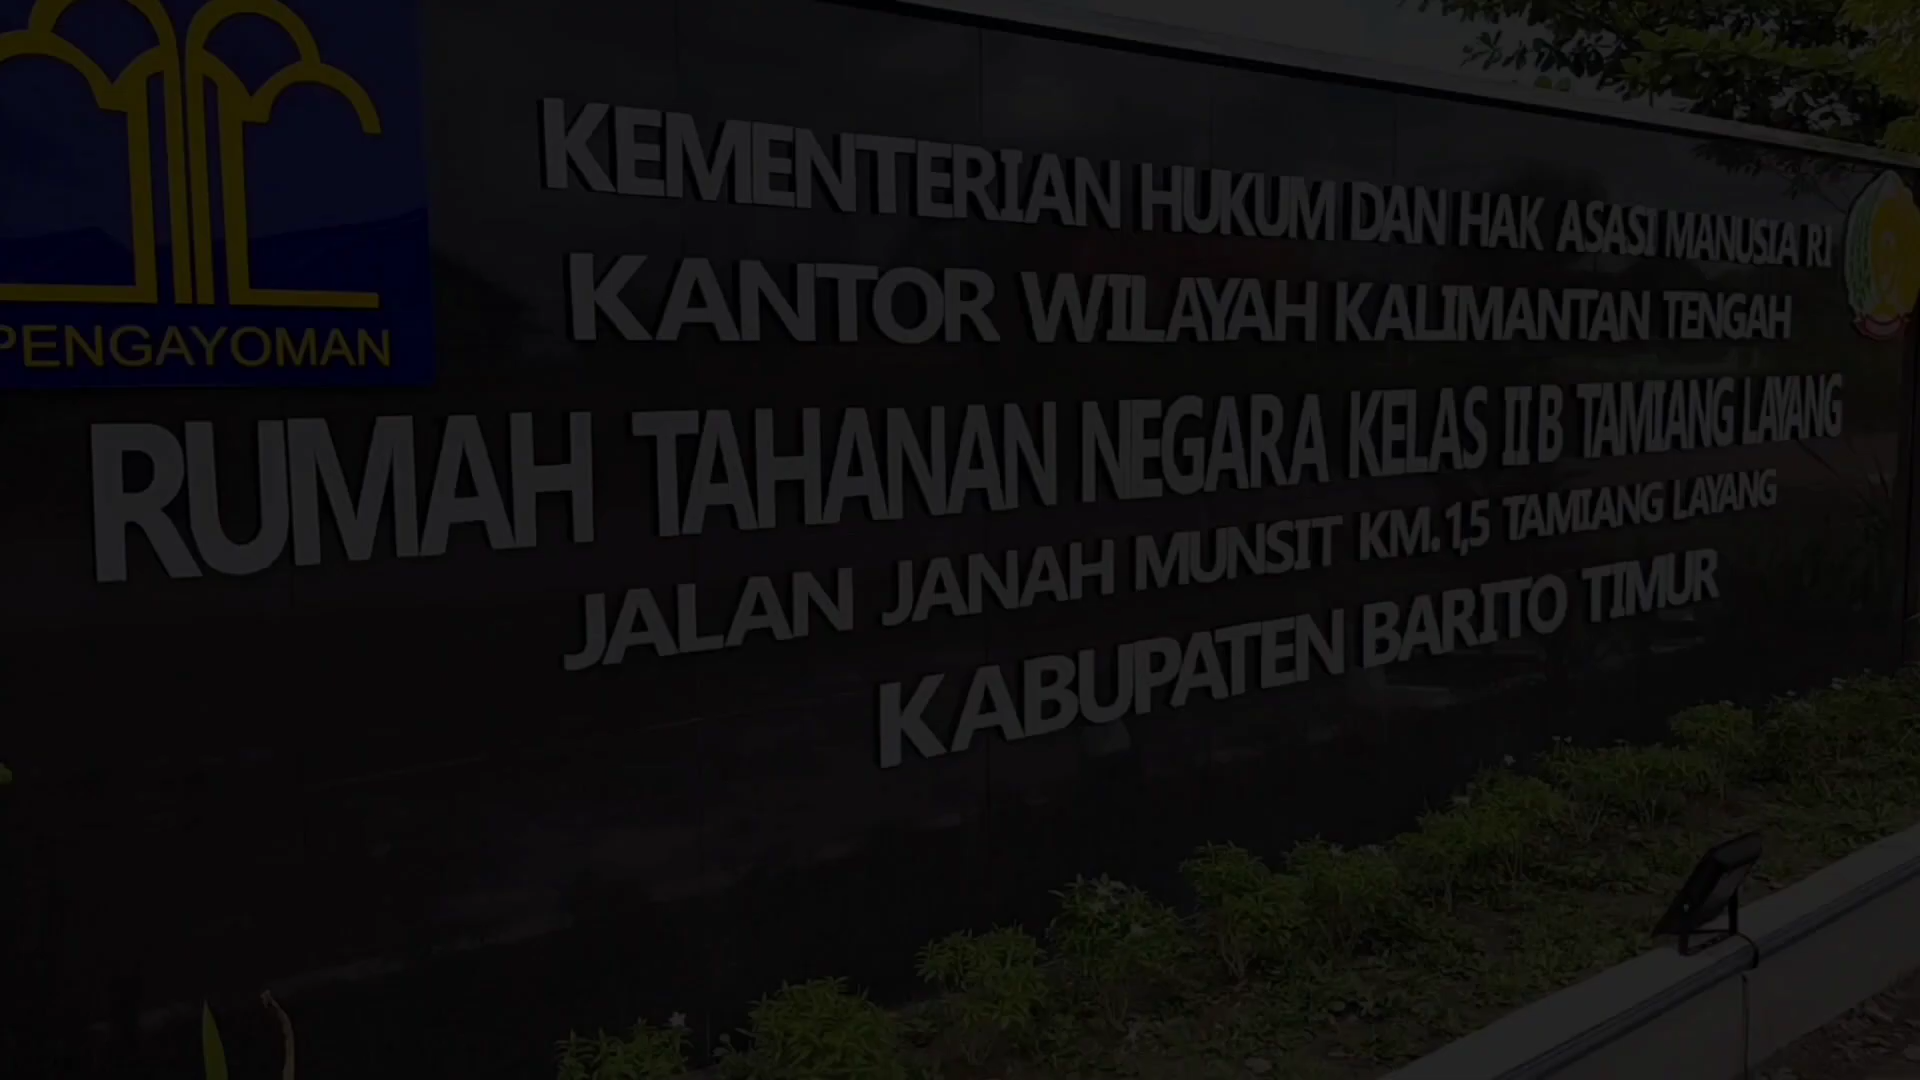 PENGAYOMAN
KEMENTERIAN HUKUM DAN HAK ASASI MANUSIA RI
KANTOR WILAYAH KALIMANTAN TENGAH
RUMAH TAHANAN NEGARA KELAS II B TAMIANG LAYANG
JALAN JANAH MUNSIT KM. 1,5 TAMIANG LAYANG
KABUPATEN BARITO TIMUR